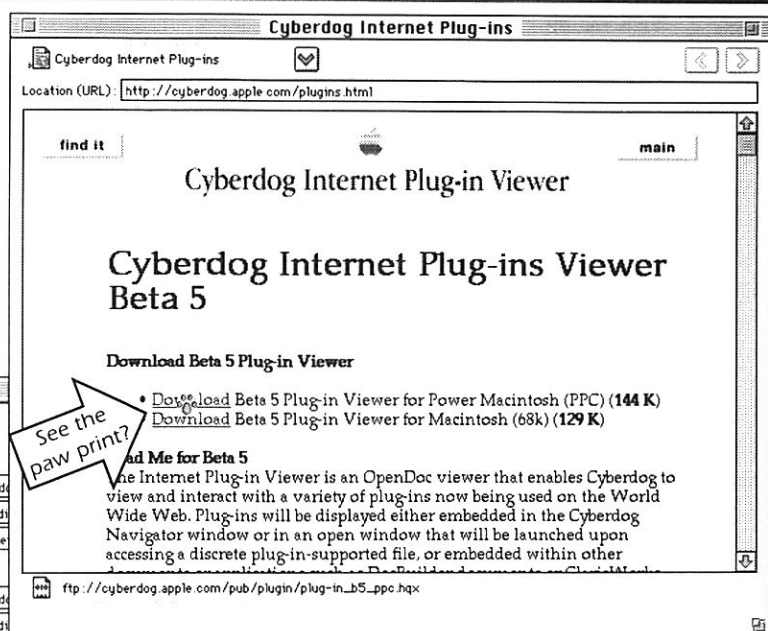 Cyberdog Internet Plug-ins
Cyberdog Internet Plug-ins
Location (URL): http://cyberdog.apple.com/plugins.html
find it
main
Cyberdog Internet Plug-in Viewer
Cyberdog Internet Plug-ins Viewer
Beta 5
Download Beta 5 Plug-in Viewer
• Download Beta 5 Plug-in Viewer for Power Macintosh (PPC) (144 K)
Download Beta 5 Plug-in Viewer for Macintosh (68k) (129 K)
See the
paw print?
ad Me for Beta 5
he Internet Plug-in Viewer is an OpenDoc viewer that enables Cyberdog to
view and interact with a variety of plug-ins now being used on the World
Wide Web. Plug-ins will be displayed either embedded in the Cyberdog
Navigator window or in an open window that will be launched upon
accessing a discrete plug-in-supported file, or embedded within other
ftp://cyberdog.apple.com/pub/plugin/plug-in_b5_ppc.hqx